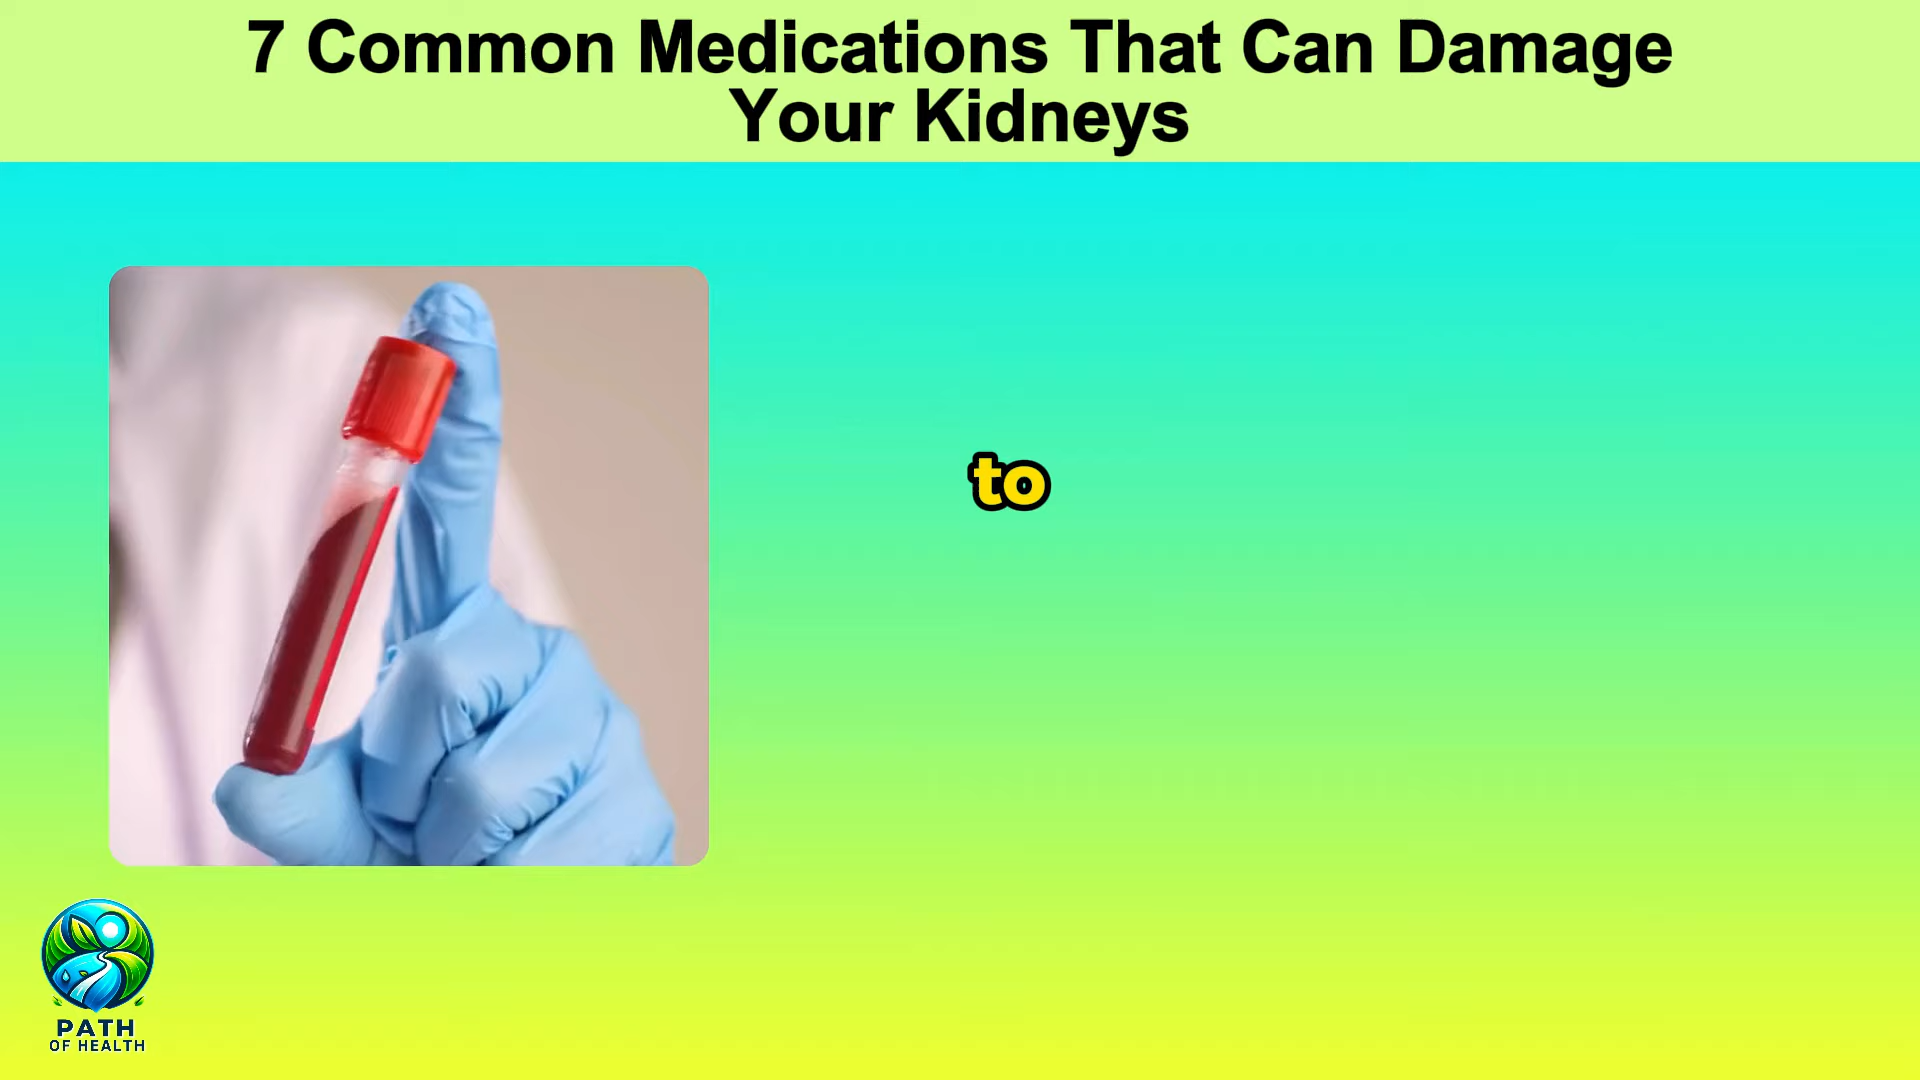 7 Common Medications That Can Damage
Your Kidneys
to
PATH
OF HEALTH